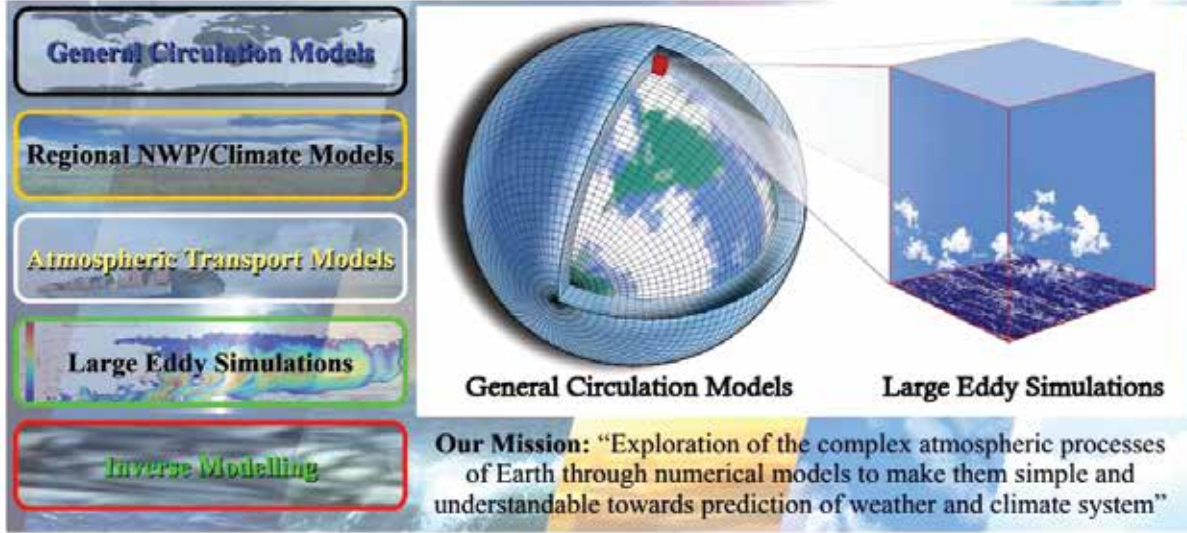 General Circulation Models
Regional NWP/Climate Models
Atmospheric Transport Models
Large Eddy Simulations
Inverse Modelling
General Circulation Models
Large Eddy Simulations
Our Mission: “Exploration of the complex atmospheric processes
of Earth through numerical models to make them simple and
understandable towards prediction of weather and climate system”